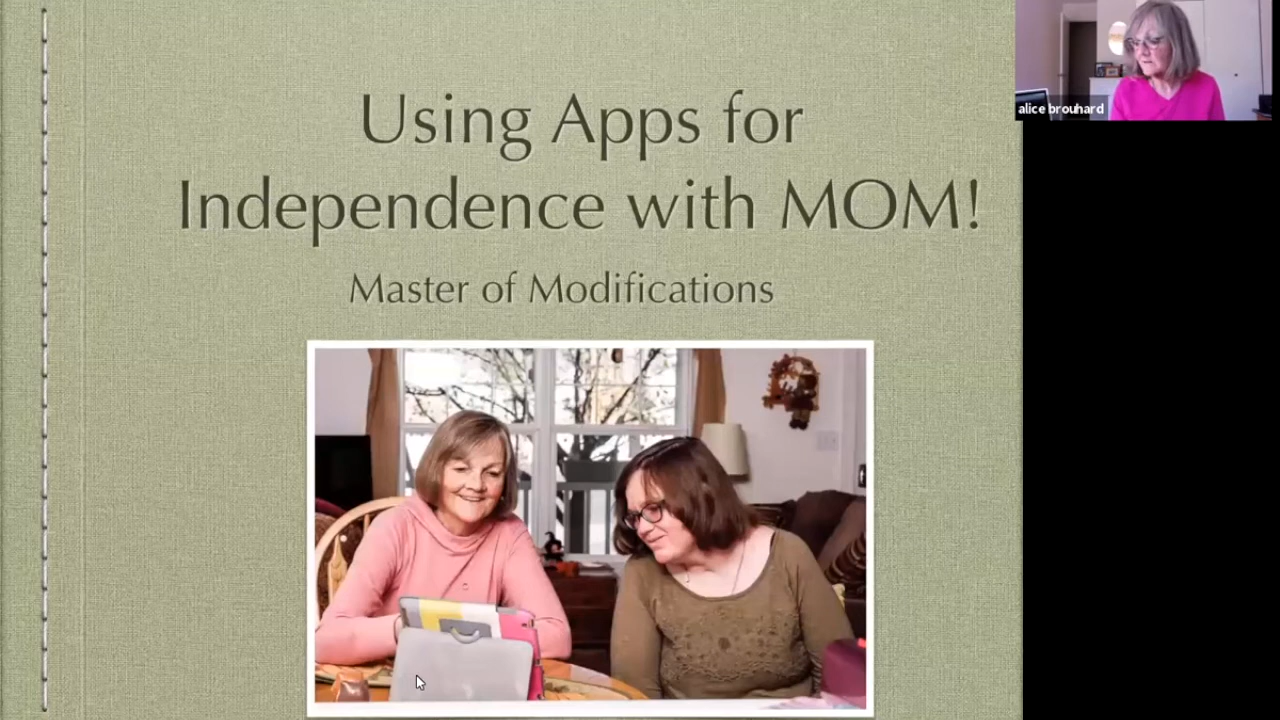 Using Apps for
Independence with MOM!
Master of Modifications
alice brouhard